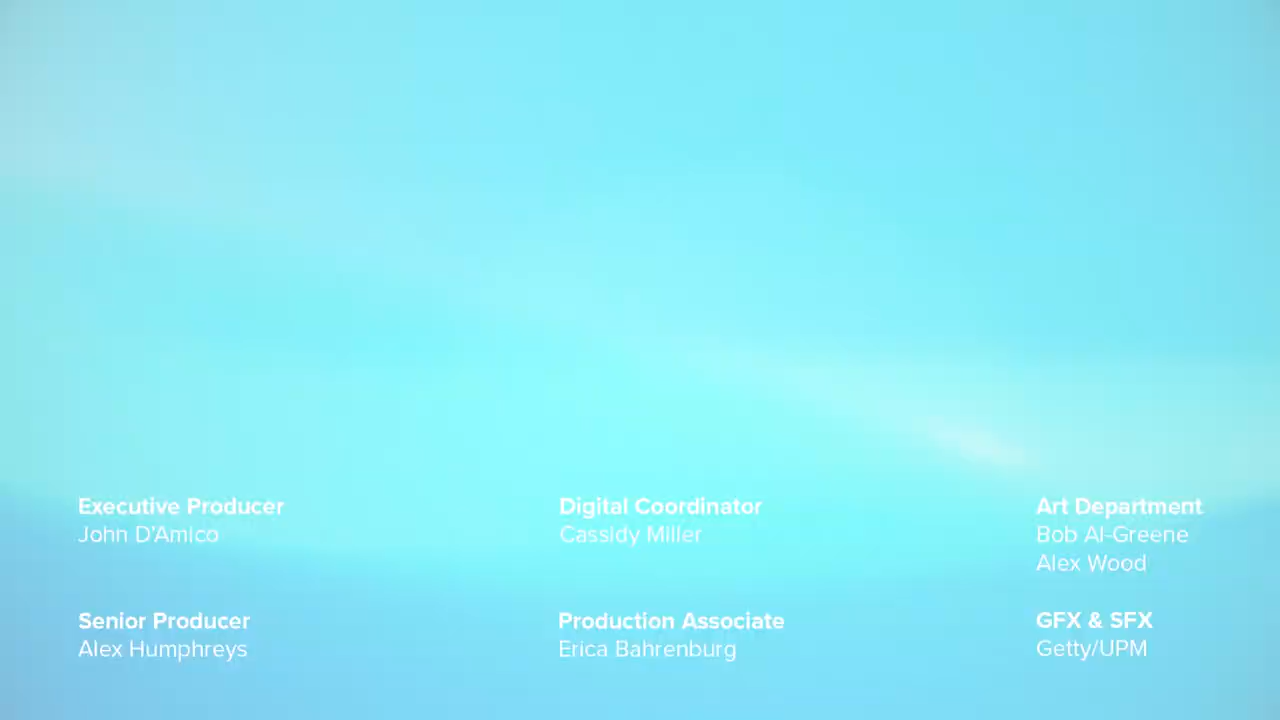 Executive Producer
John D'Amico
Senior Producer
Alex Humphreys
Digital Coordinator
Cassidy Miller
Production Associate
Erica Bahrenburg
Art Department
Bob Al-Greene
Alex Wood
GFX & SFX
Getty/UPM